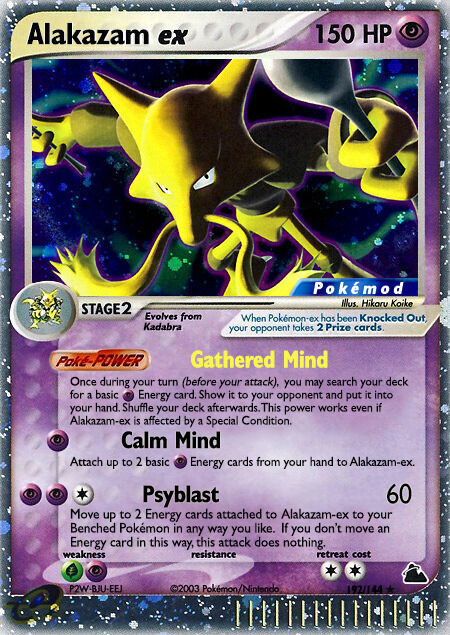 Alakazam ex 150 HP
Pokémod
Illus. Hikaru Koike
STAGE2
Evolves from
Kadabra
When Pokémon-ex has been Knocked Out,
your opponent takes 2 Prize cards.
Poké-POWER Gathered Mind
Once during your turn (before your attack), you may search your deck
for a basic Energy card. Show it to your opponent and put it into
your hand. Shuffle your deck afterwards. This power works even if
Alakazam-ex is affected by a Special Condition.
Calm Mind
Attach up to 2 basic Energy cards from your hand to Alakazam-ex.
Psyblast 60
Move up to 2 Energy cards attached to Alakazam-ex to your
Benched Pokémon in any way you like. If you don't move an
Energy card in this way, this attack does nothing.
weakness resistance retreat cost
P2W-BJU-EEJ ©2003 Pokémon/Nintendo 192/144 ★